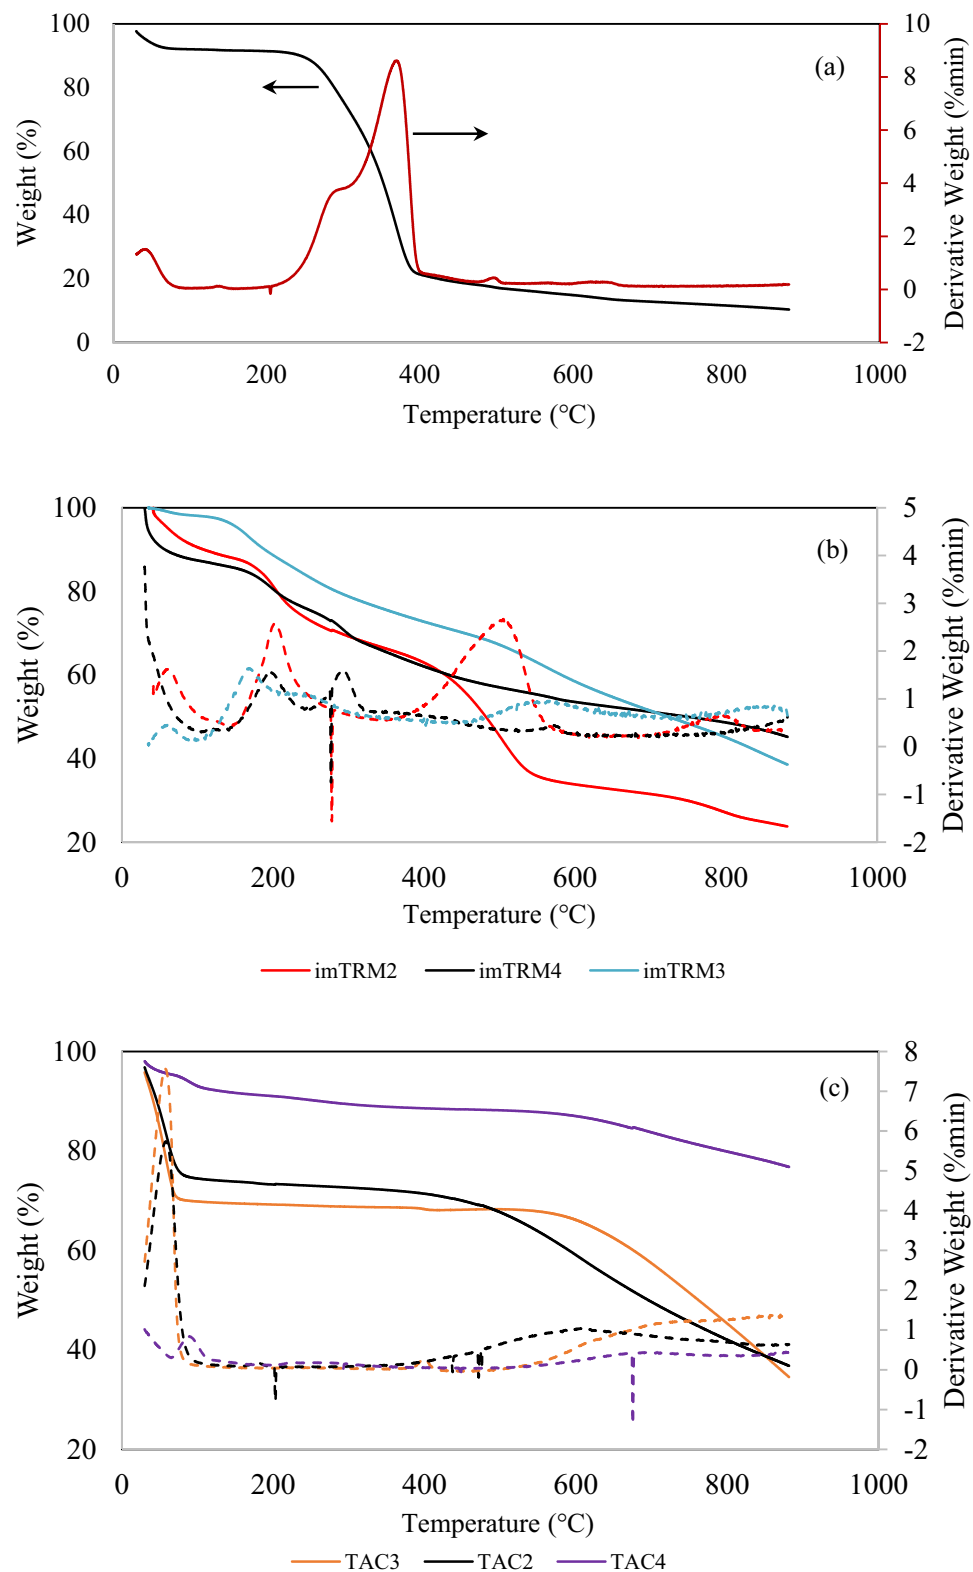 (a)
Weight (%)
100
80
60
40
20
0
10
8
6
4
2
0
-2
Derivative Weight (%min)
0 200 400 600 800 1000
Temperature (°C)
(b)
Weight (%)
100
80
60
40
20
5
4
3
2
1
0
-1
-2
Derivative Weight (%min)
0 200 400 600 800 1000
Temperature (°C)
imTRM2 imTRM4 imTRM3
(c)
Weight (%)
100
80
60
40
20
8
7
6
5
4
3
2
1
0
-1
-2
Derivative Weight (%min)
0 200 400 600 800 1000
Temperature (°C)
TAC3 TAC2 TAC4